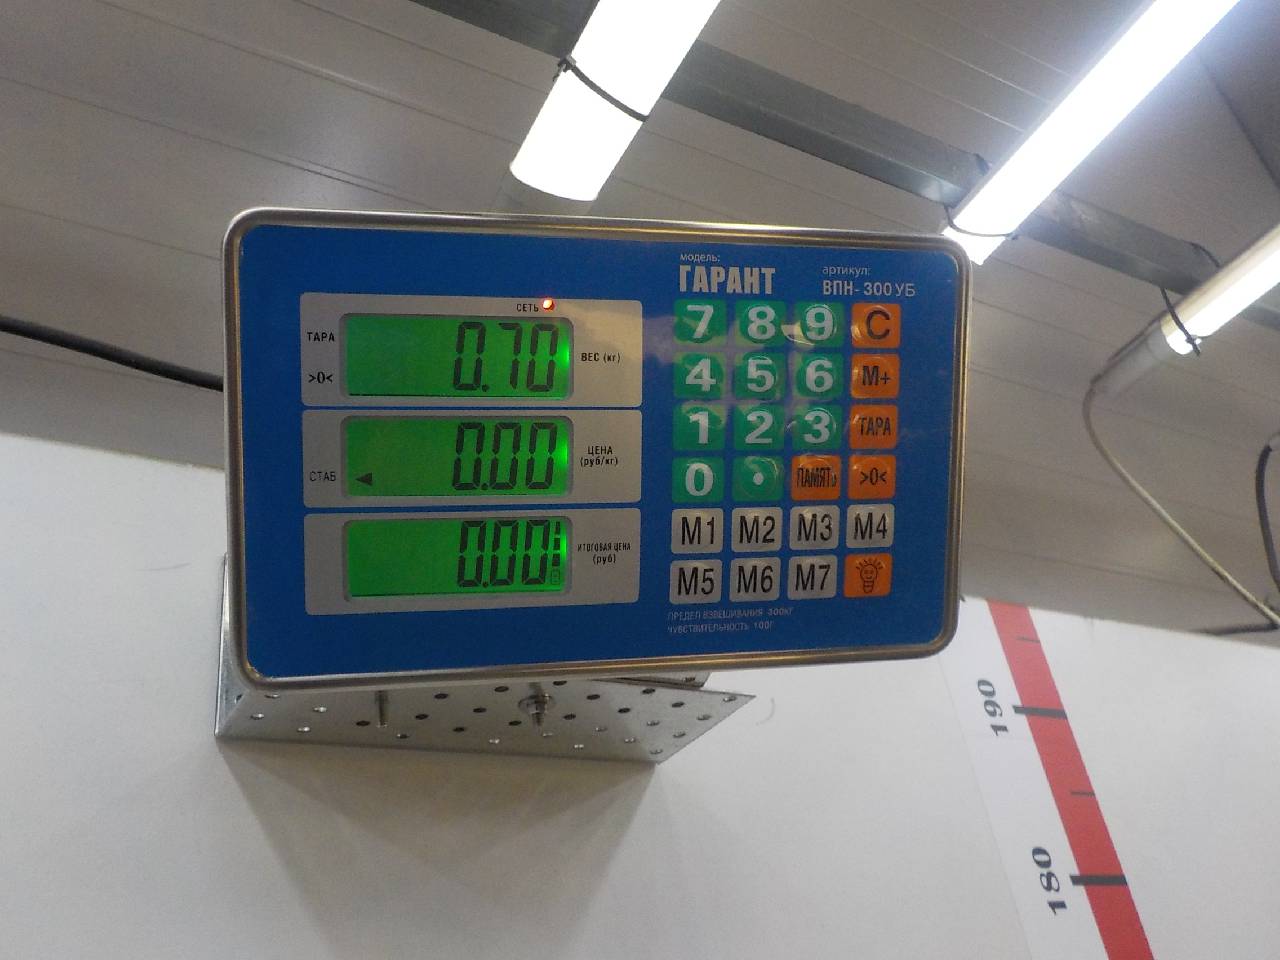 модель:
ГАРАНТ
артикул:
ВПН-300 УБ
СЕТЬ
ТАРА
>0<
0.70
ВЕС (кг)
СТАБ
0.00
ЦЕНА
(руб/кг)
0.00
ИТОГОВАЯ ЦЕНА
(руб)
7 8 9 C
4 5 6 M+
1 2 3 ТАРА
0 . ПАМЯТЬ >0<
M1 M2 M3 M4
M5 M6 M7
ПРЕДЕЛ ВЗВЕШИВАНИЯ 300КГ
ЧУВСТВИТЕЛЬНОСТЬ 100Г
190
180